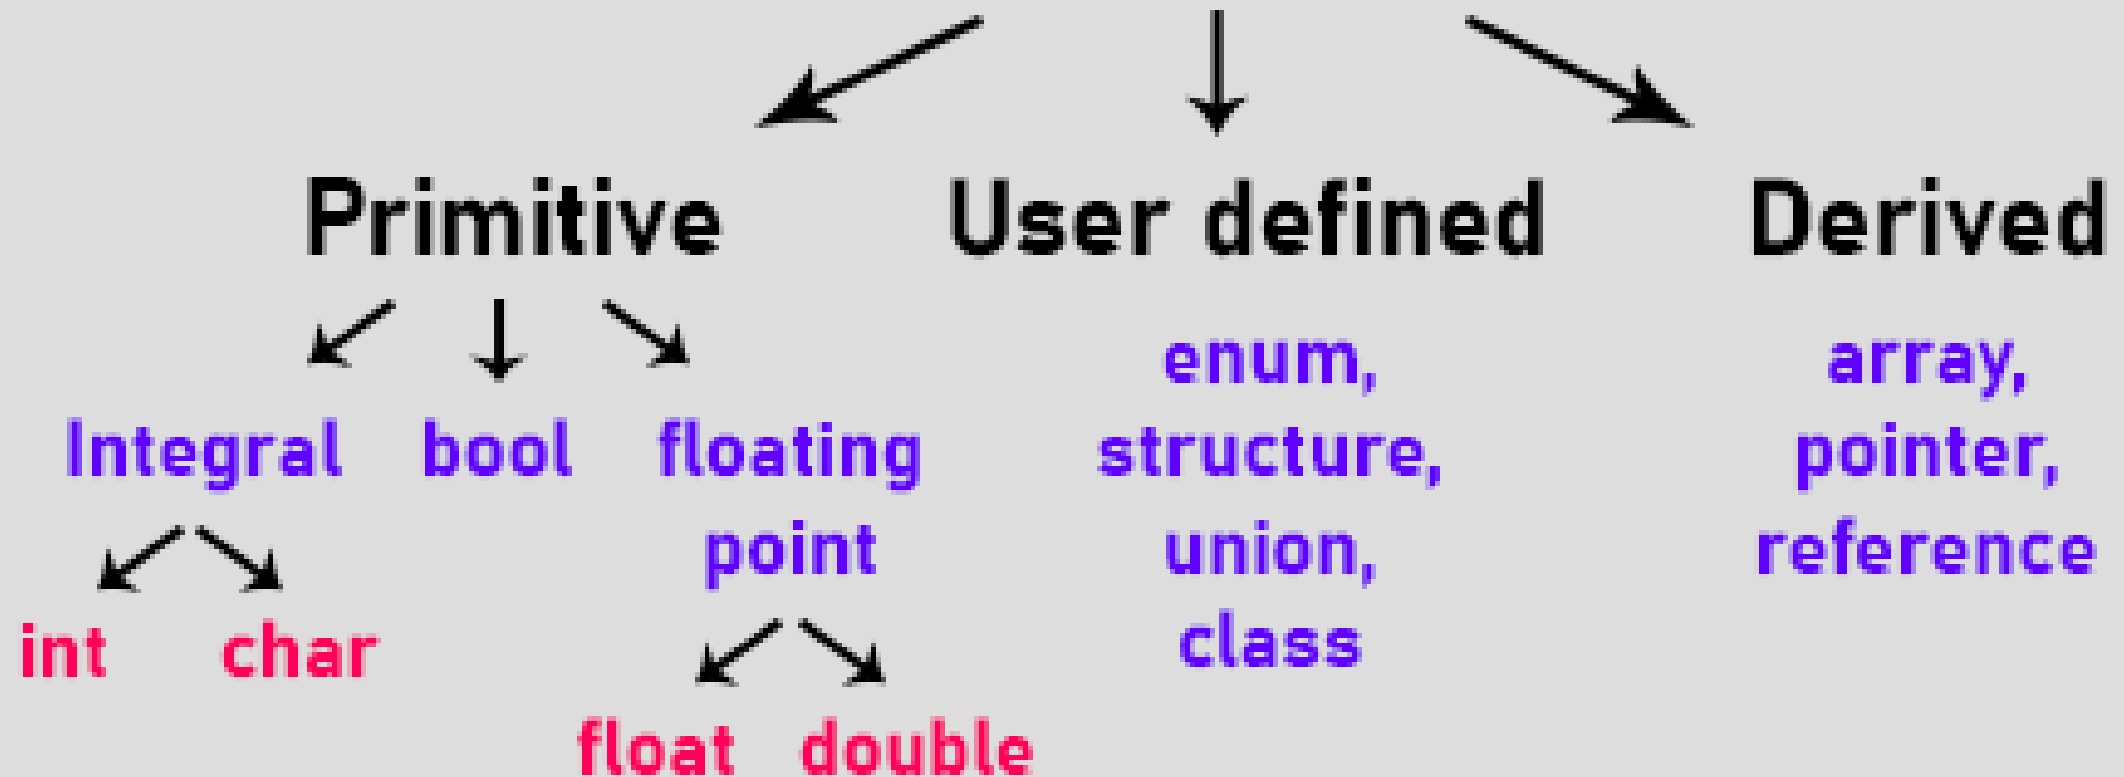 Primitive User defined Derived
enum, array,
Integral bool floating structure, pointer,
point union, reference
int char class
float double